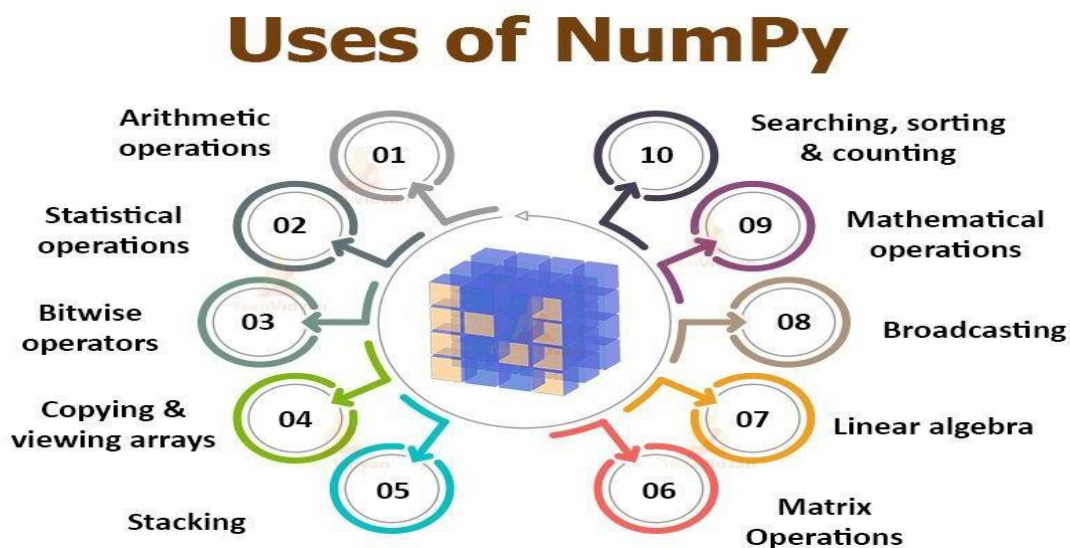 Uses of NumPy
Arithmetic
operations
01
Statistical
operations
02
Bitwise
operators
03
Copying &
viewing arrays
04
Stacking
05
06
Matrix
Operations
07
Linear algebra
08
Broadcasting
09
Mathematical
operations
10
Searching, sorting
& counting